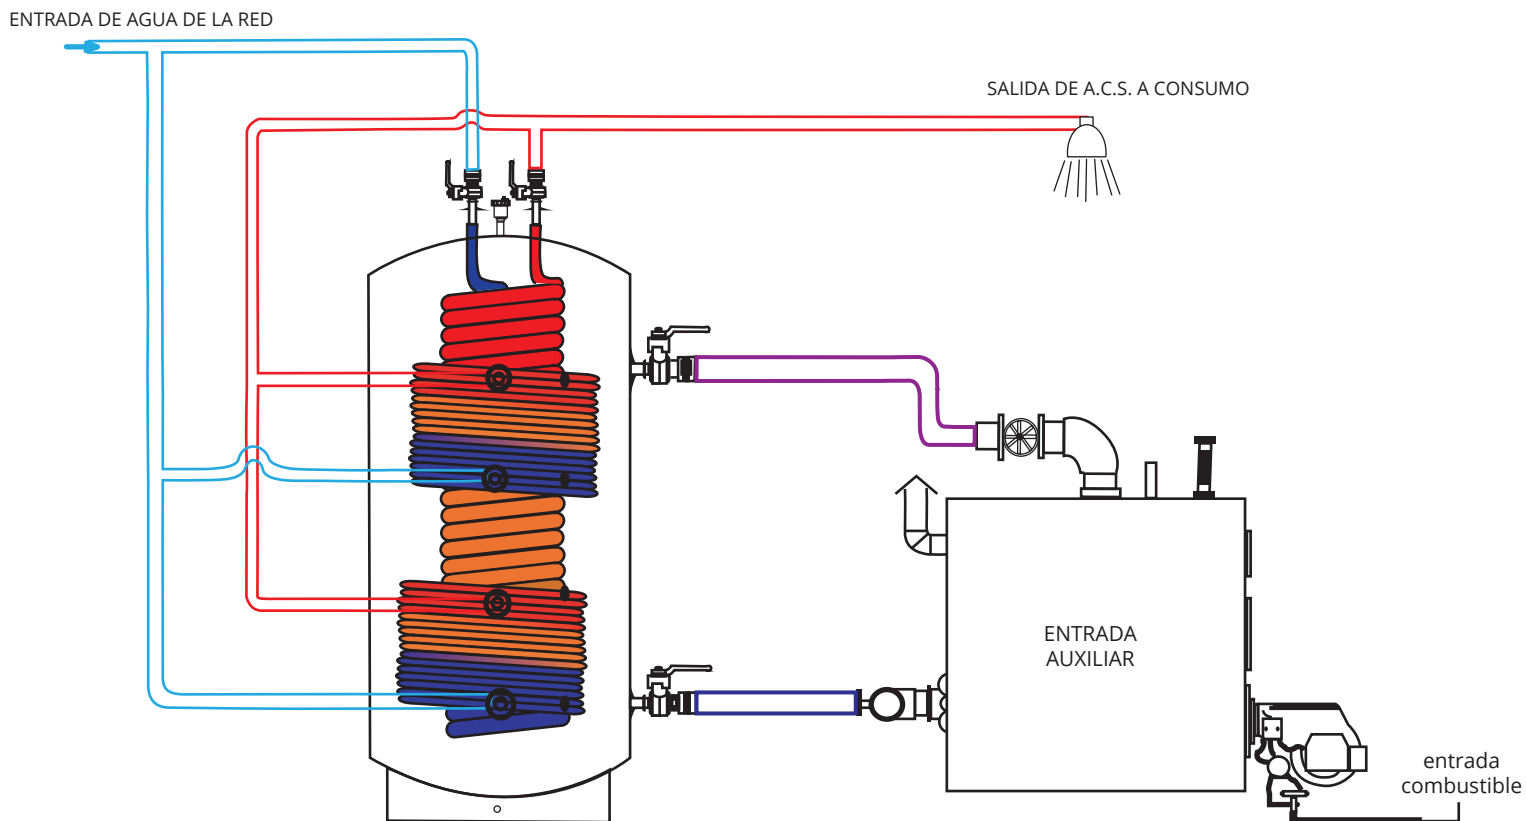 ENTRADA DE AGUA DE LA RED
SALIDA DE A.C.S. A CONSUMO
ENTRADA
AUXILIAR
entrada
combustible